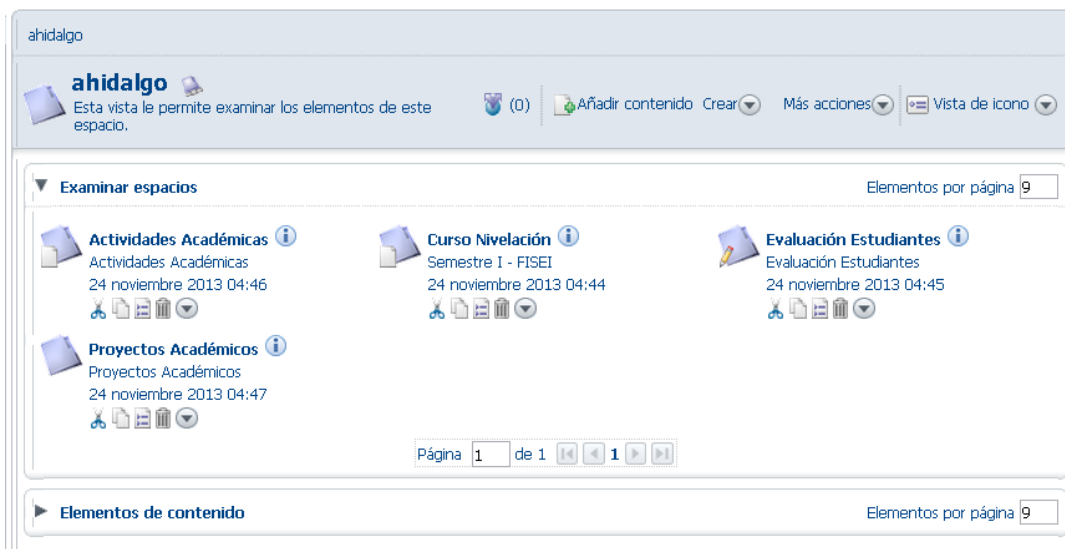 ahidalgo
ahidalgo
Esta vista le permite examinar los elementos de este
espacio.
(0) Añadir contenido Crear Más acciones Vista de icono
Examinar espacios Elementos por página 9
Actividades Académicas Curso Nivelación Evaluación Estudiantes
Actividades Académicas Semestre I - FISEI Evaluación Estudiantes
24 noviembre 2013 04:46 24 noviembre 2013 04:44 24 noviembre 2013 04:45
Proyectos Académicos
Proyectos Académicos
24 noviembre 2013 04:47
Página 1 de 1 1
Elementos de contenido Elementos por página 9